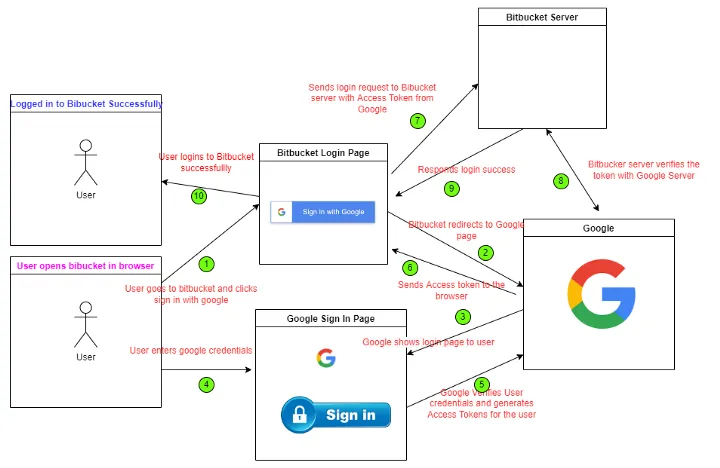 Bitbucket Server
Sends login request to Bibucket
server with Access Token from
Google
7
Logged in to Bibucket Successfully
User
User logins to Bitbucket
successfullly
10
Bitbucket Login Page
Sign in with Google
Responds login success
9
Bitbucker server verifies the
token with Google Server
8
Bitbucket redirects to Google
page
2
Google
User opens bibucket in browser
User
1
User goes to bitbucket and clicks
sign in with google
6
Sends Access token to the
browser
3
Google shows login page to user
Google Sign In Page
Sign in
User enters google credentials
4
5
Google Verifies User
credentials and generates
Access Tokens for the user